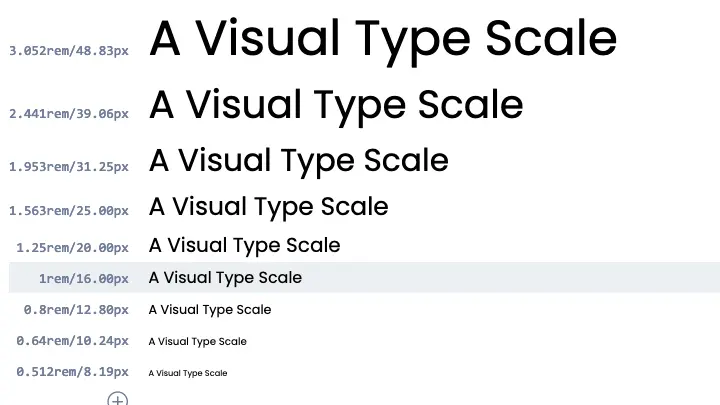 3.052rem/48.83px A Visual Type Scale
2.441rem/39.06px A Visual Type Scale
1.953rem/31.25px A Visual Type Scale
1.563rem/25.00px A Visual Type Scale
1.25rem/20.00px A Visual Type Scale
1rem/16.00px A Visual Type Scale
0.8rem/12.80px A Visual Type Scale
0.64rem/10.24px A Visual Type Scale
0.512rem/8.19px A Visual Type Scale